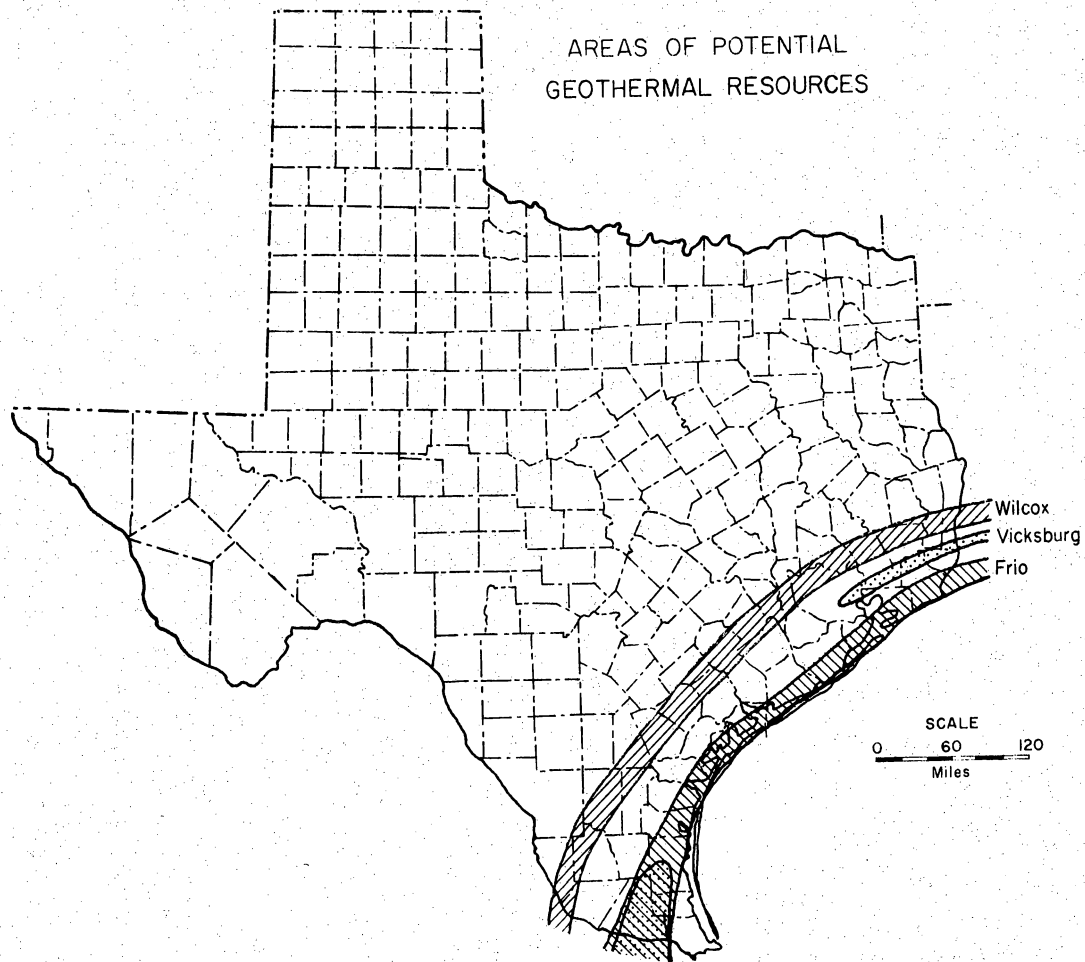 AREAS OF POTENTIAL
GEOTHERMAL RESOURCES
Wilcox
Vicksburg
Frio
SCALE
0 60 120
Miles